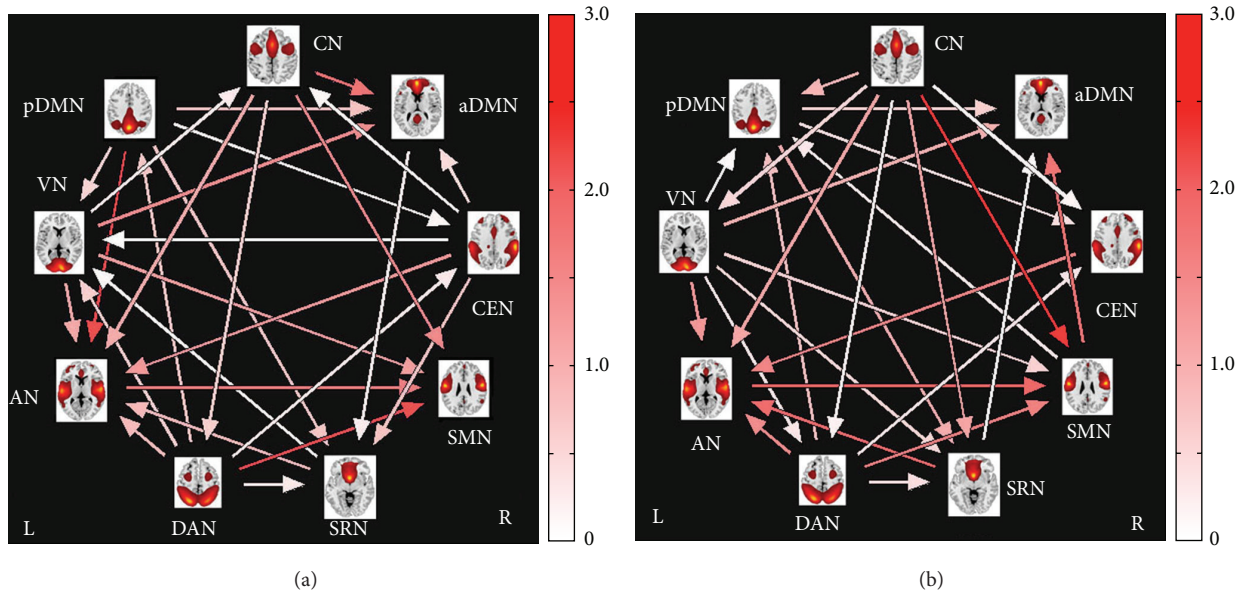 3.0
CN
pDMN
aDMN
VN
2.0
CEN
1.0
AN
SMN
DAN
SRN
L
R
0
(a)
3.0
CN
pDMN
aDMN
VN
2.0
CEN
1.0
SMN
AN
SRN
DAN
L
R
0
(b)